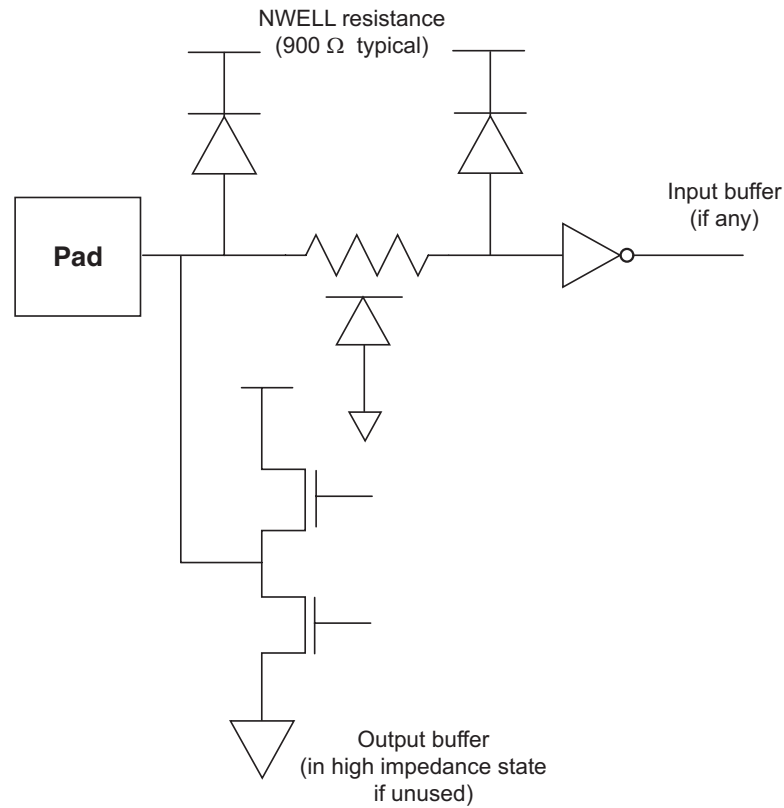 NWELL resistance
(900 Ω typical)
Input buffer
(if any)
Pad
Output buffer
(in high impedance state
if unused)